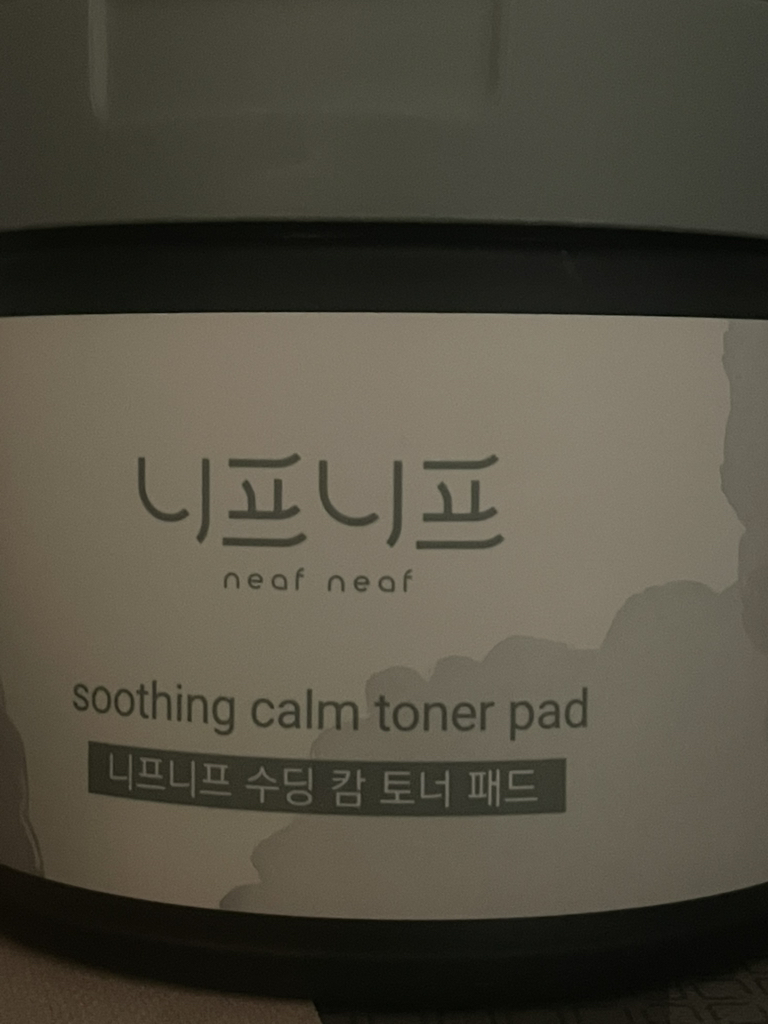 니프니프
neaf neaf
soothing calm toner pad
니프니프 수딩 캄 토너 패드